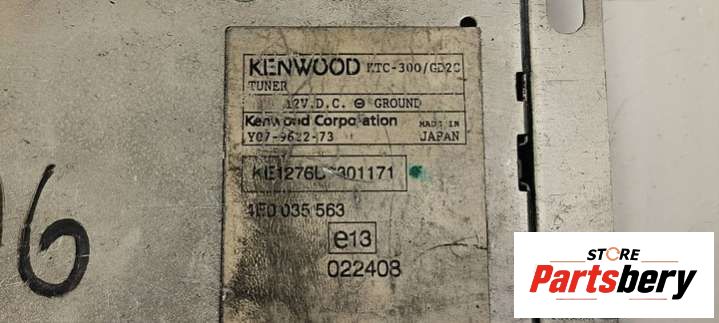 KENWOOD KTC-300/GD2C
TUNER
12V.D.C. ⊖ GROUND
Kenwood Corporation MADE IN
Y07-9622-73 JAPAN
035 563
e13
022408
16
STORE
Partsbery